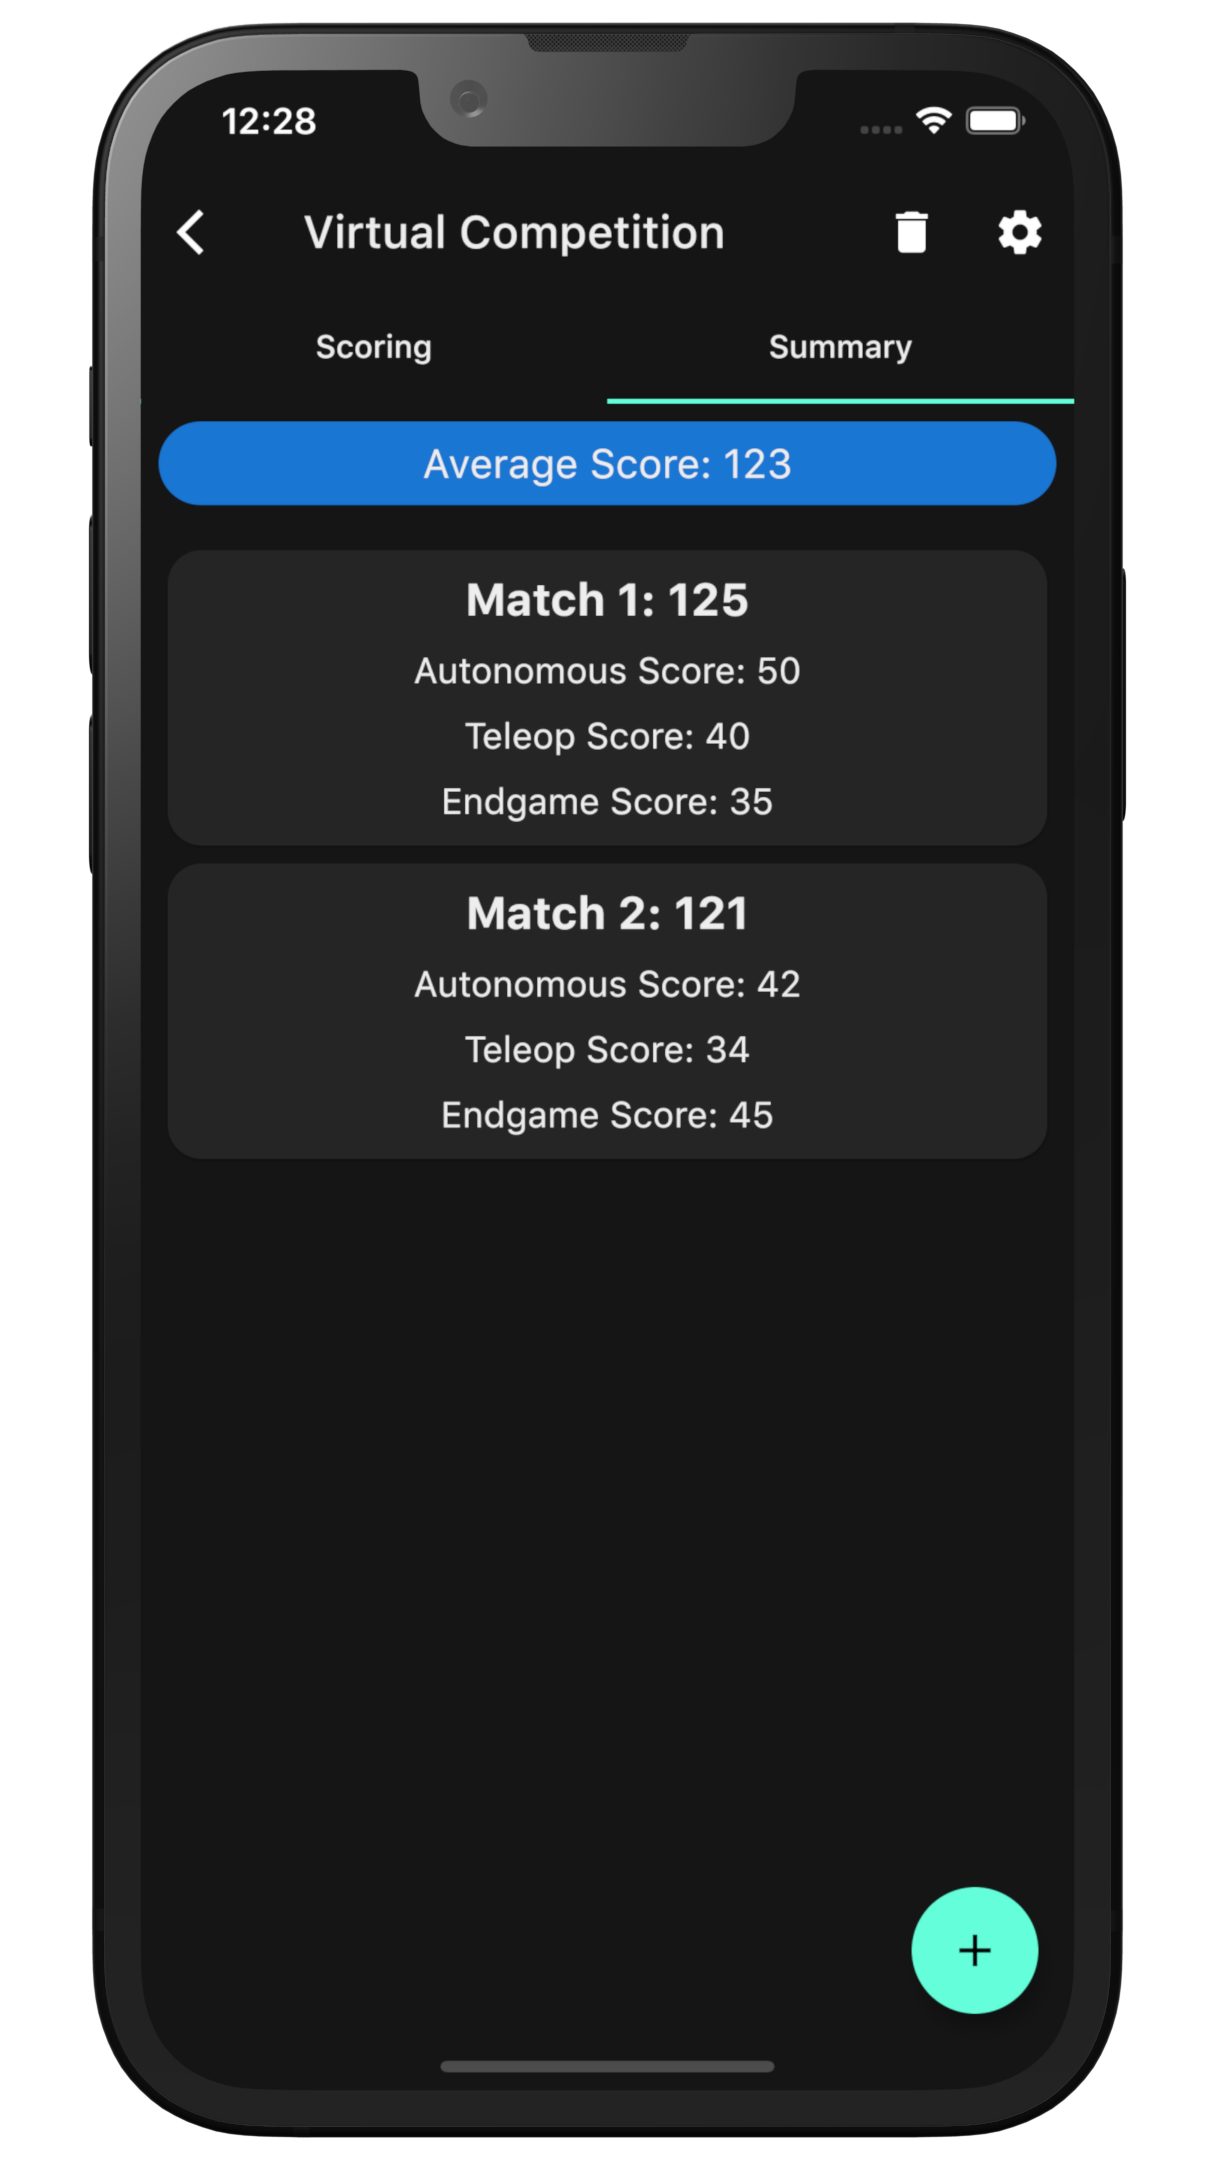 12:28
Virtual Competition
Scoring Summary
Average Score: 123
Match 1: 125
Autonomous Score: 50
Teleop Score: 40
Endgame Score: 35
Match 2: 121
Autonomous Score: 42
Teleop Score: 34
Endgame Score: 45
+